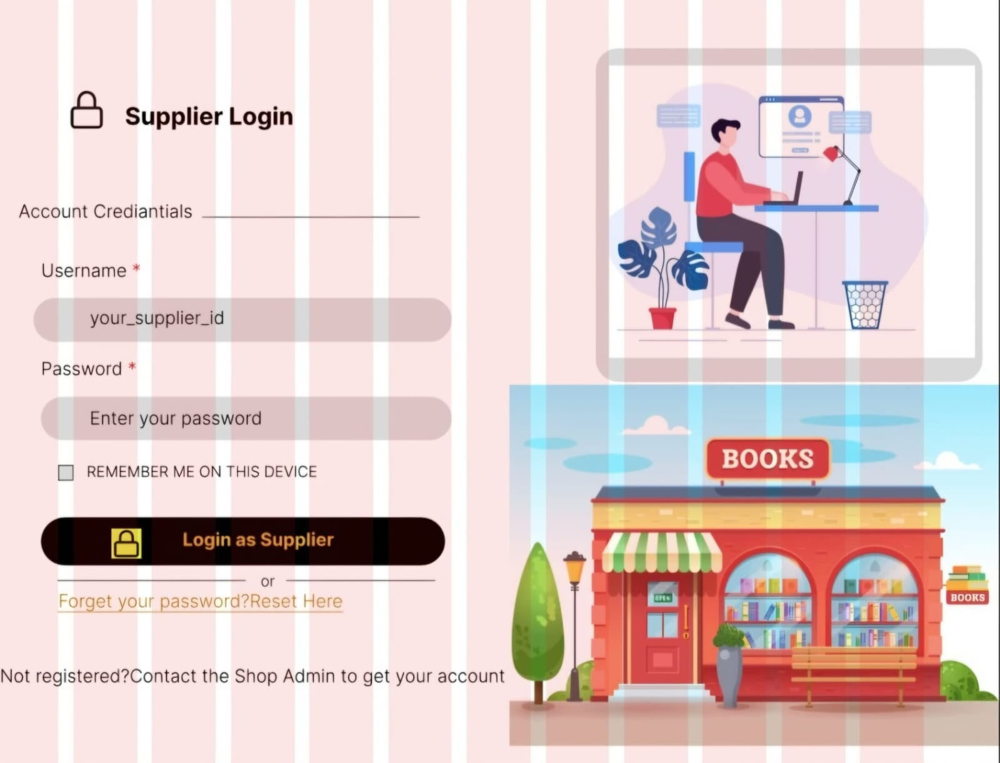 Supplier Login
Account Crediantials
Username *
your_supplier_id
Password *
Enter your password
REMEMBER ME ON THIS DEVICE
Login as Supplier
or
Forget your password?Reset Here
Not registered?Contact the Shop Admin to get your account
BOOKS
OPEN
BOOKS